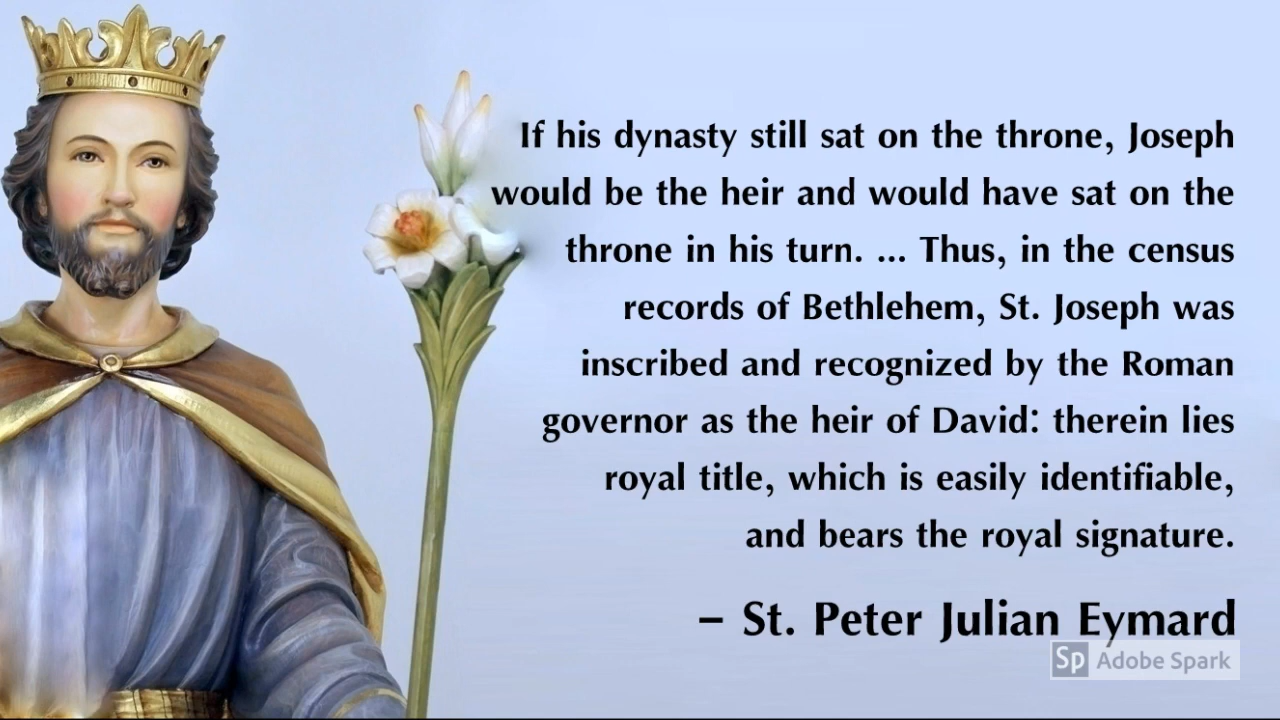 If his dynasty still sat on the throne, Joseph
would be the heir and would have sat on the
throne in his turn. ... Thus, in the census
records of Bethlehem, St. Joseph was
inscribed and recognized by the Roman
governor as the heir of David: therein lies
royal title, which is easily identifiable,
and bears the royal signature.
– St. Peter Julian Eymard
Sp Adobe Spark